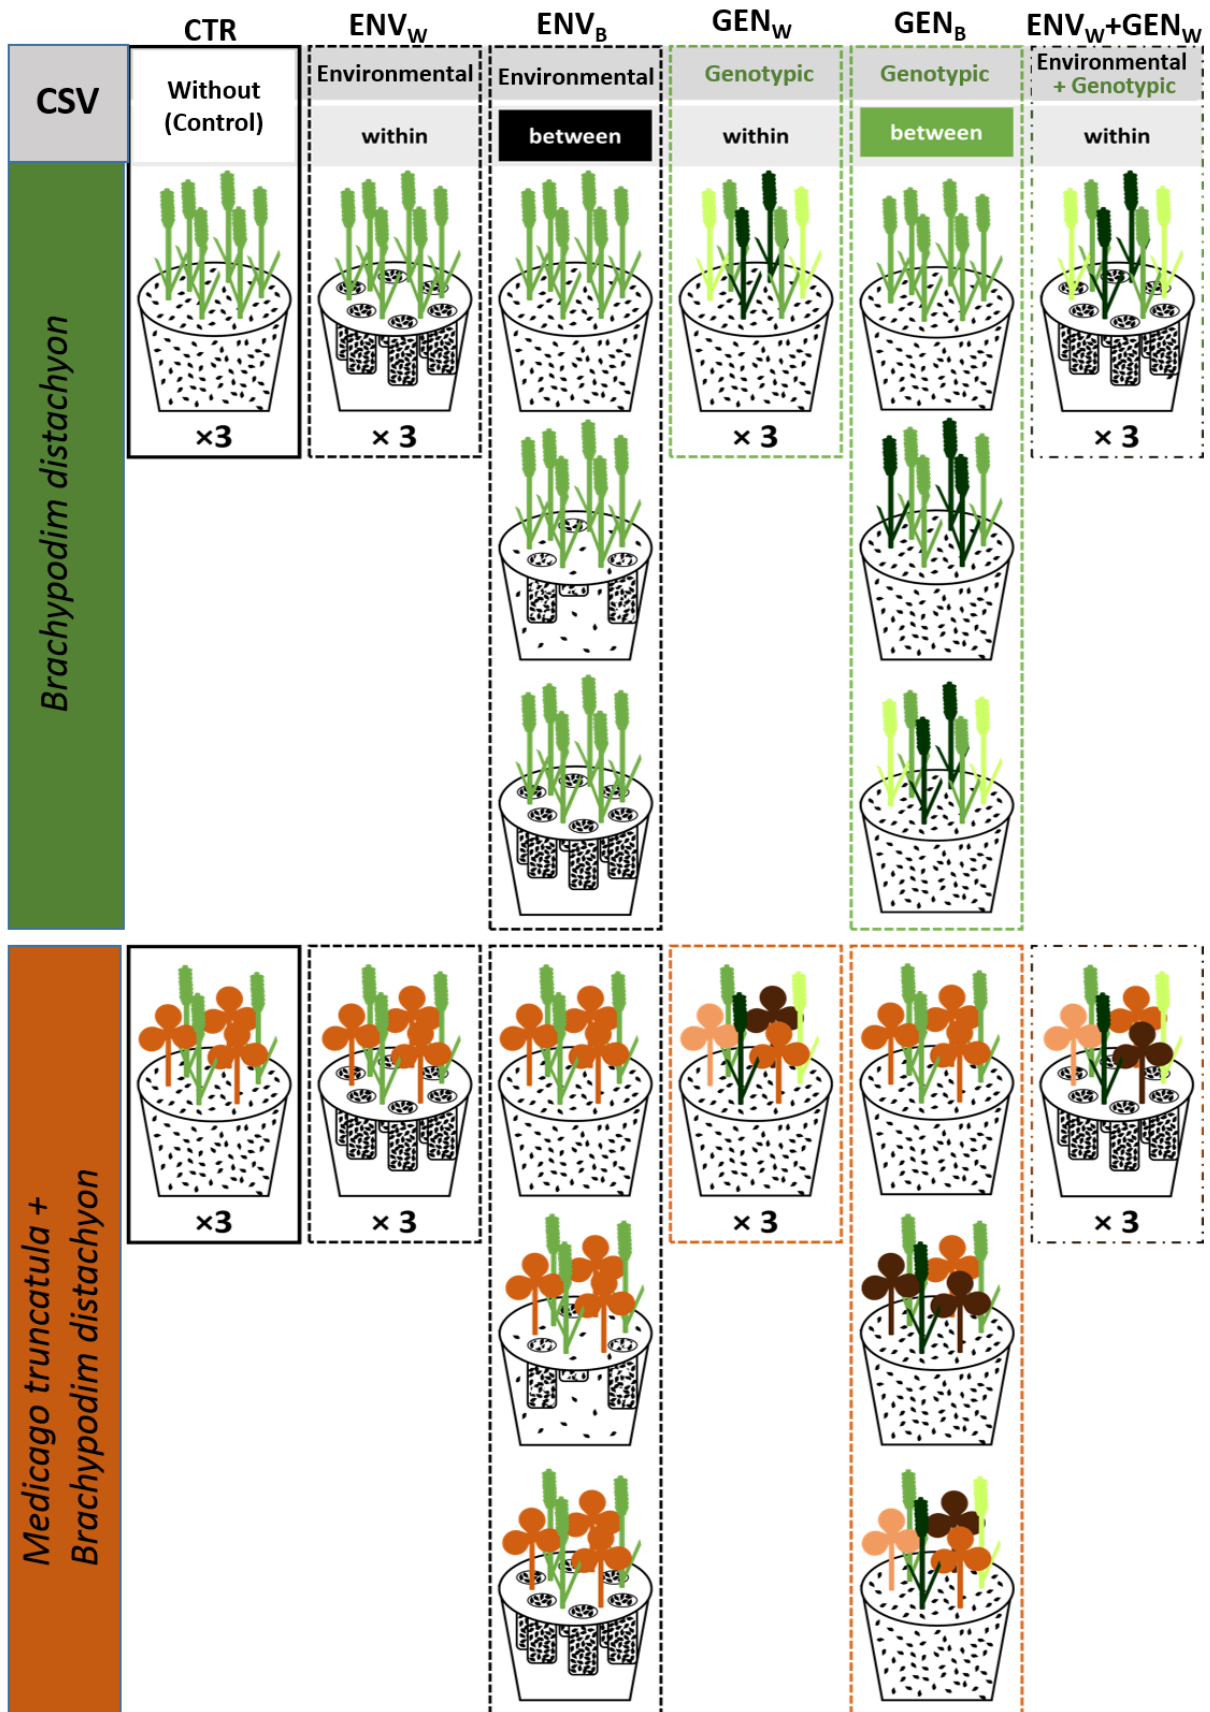 CTR
ENVW
ENVB
GENW
GENB
ENVW+GENW
CSV
Without
(Control)
Environmental
within
Environmental
between
Genotypic
within
Genotypic
between
Environmental
+ Genotypic
within
Brachypodim distachyon
×3
× 3
× 3
× 3
Medicago truncatula +
Brachypodim distachyon
×3
× 3
× 3
× 3